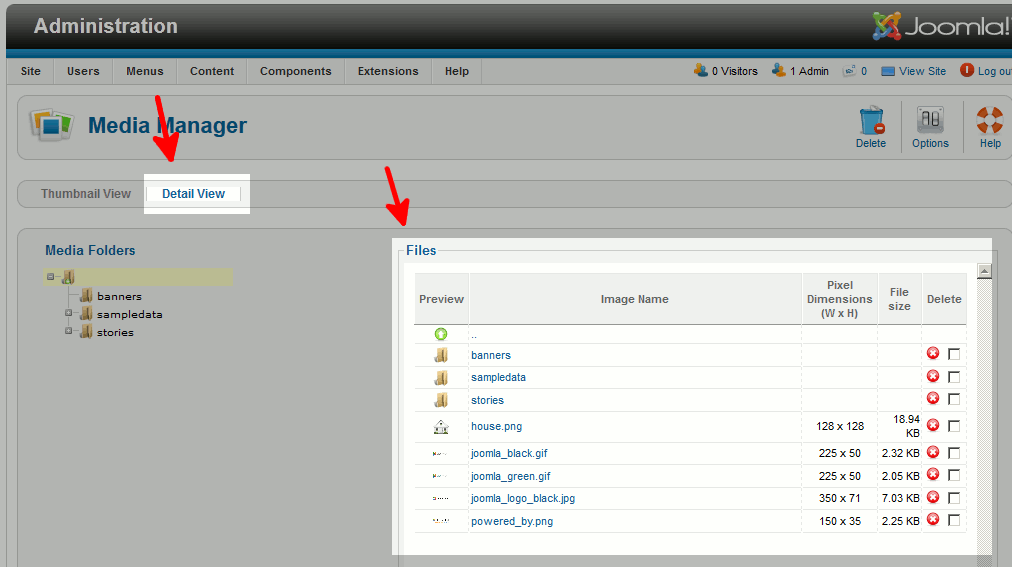 Administration
Joomla!
Site Users Menus Content Components Extensions Help 0 Visitors 1 Admin 0 View Site Log out
Media Manager
Delete Options Help
Thumbnail View Detail View
Media Folders
banners
sampledata
stories
Files
Preview Image Name Pixel Dimensions (W x H) File size Delete
..
banners
sampledata
stories
house.png 128 x 128 18.94 KB
joomla_black.gif 225 x 50 2.32 KB
joomla_green.gif 225 x 50 2.05 KB
joomla_logo_black.jpg 350 x 71 7.03 KB
powered_by.png 150 x 35 2.25 KB